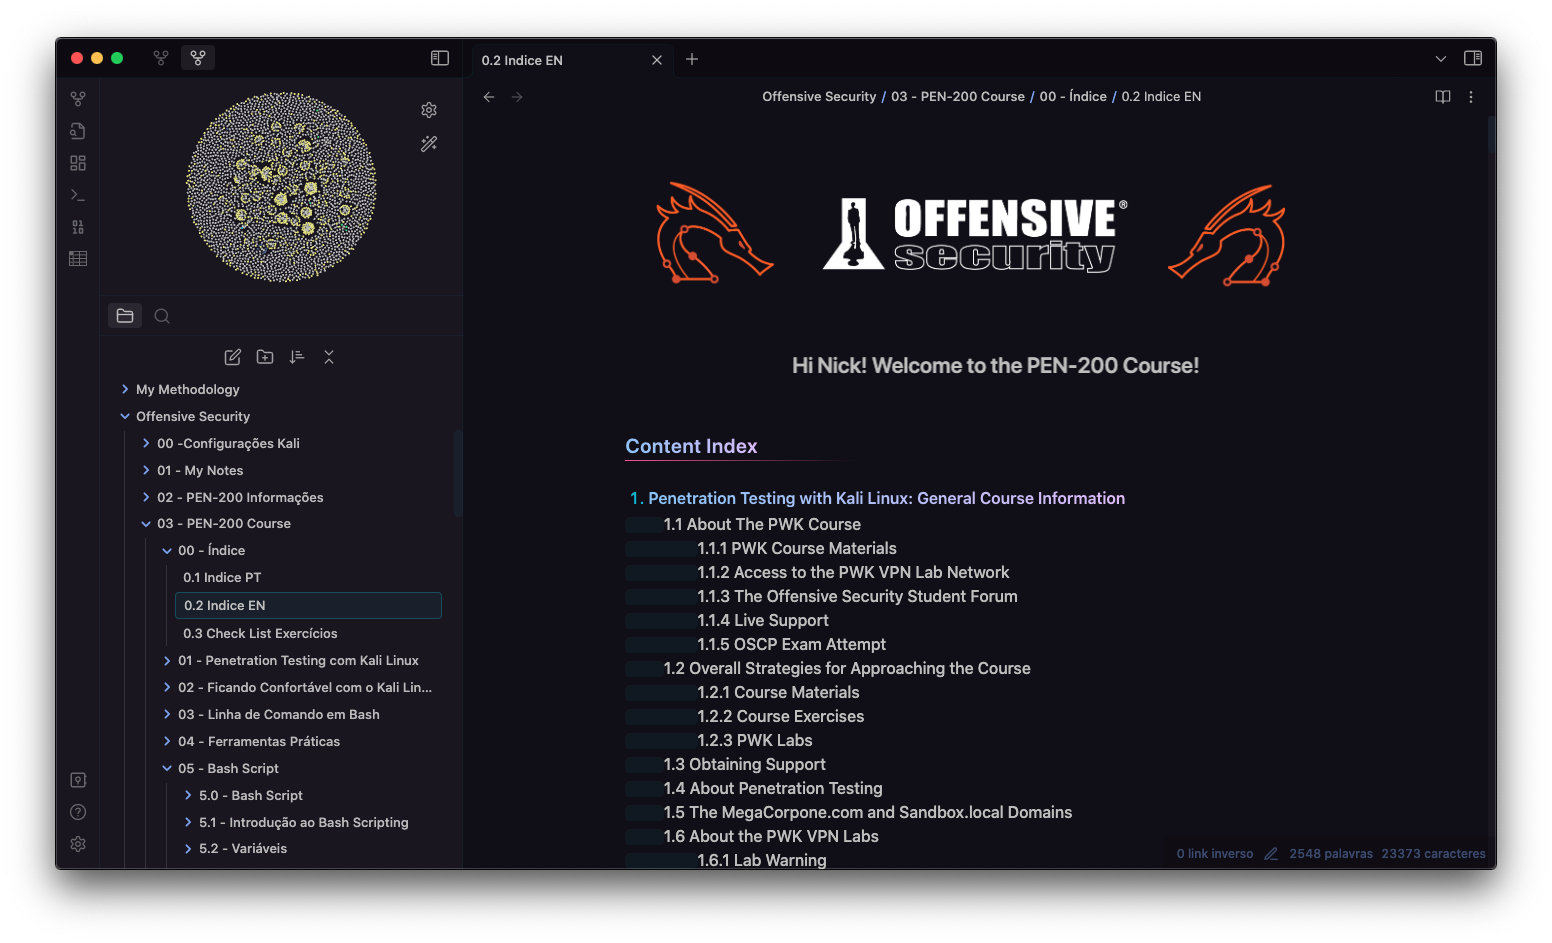 0.2 Indice EN
Offensive Security / 03 - PEN-200 Course / 00 - Índice / 0.2 Indice EN
01
10
My Methodology
Offensive Security
00 -Configurações Kali
01 - My Notes
02 - PEN-200 Informações
03 - PEN-200 Course
00 - Índice
0.1 Indice PT
0.2 Indice EN
0.3 Check List Exercícios
01 - Penetration Testing com Kali Linux
02 - Ficando Confortável com o Kali Lin...
03 - Linha de Comando em Bash
04 - Ferramentas Práticas
05 - Bash Script
5.0 - Bash Script
5.1 - Introdução ao Bash Scripting
5.2 - Variáveis
OFFENSIVE®
security
Hi Nick! Welcome to the PEN-200 Course!
Content Index
1. Penetration Testing with Kali Linux: General Course Information
1.1 About The PWK Course
1.1.1 PWK Course Materials
1.1.2 Access to the PWK VPN Lab Network
1.1.3 The Offensive Security Student Forum
1.1.4 Live Support
1.1.5 OSCP Exam Attempt
1.2 Overall Strategies for Approaching the Course
1.2.1 Course Materials
1.2.2 Course Exercises
1.2.3 PWK Labs
1.3 Obtaining Support
1.4 About Penetration Testing
1.5 The MegaCorpone.com and Sandbox.local Domains
1.6 About the PWK VPN Labs
1.6.1 Lab Warning
0 link inverso 2548 palavras 23373 caracteres